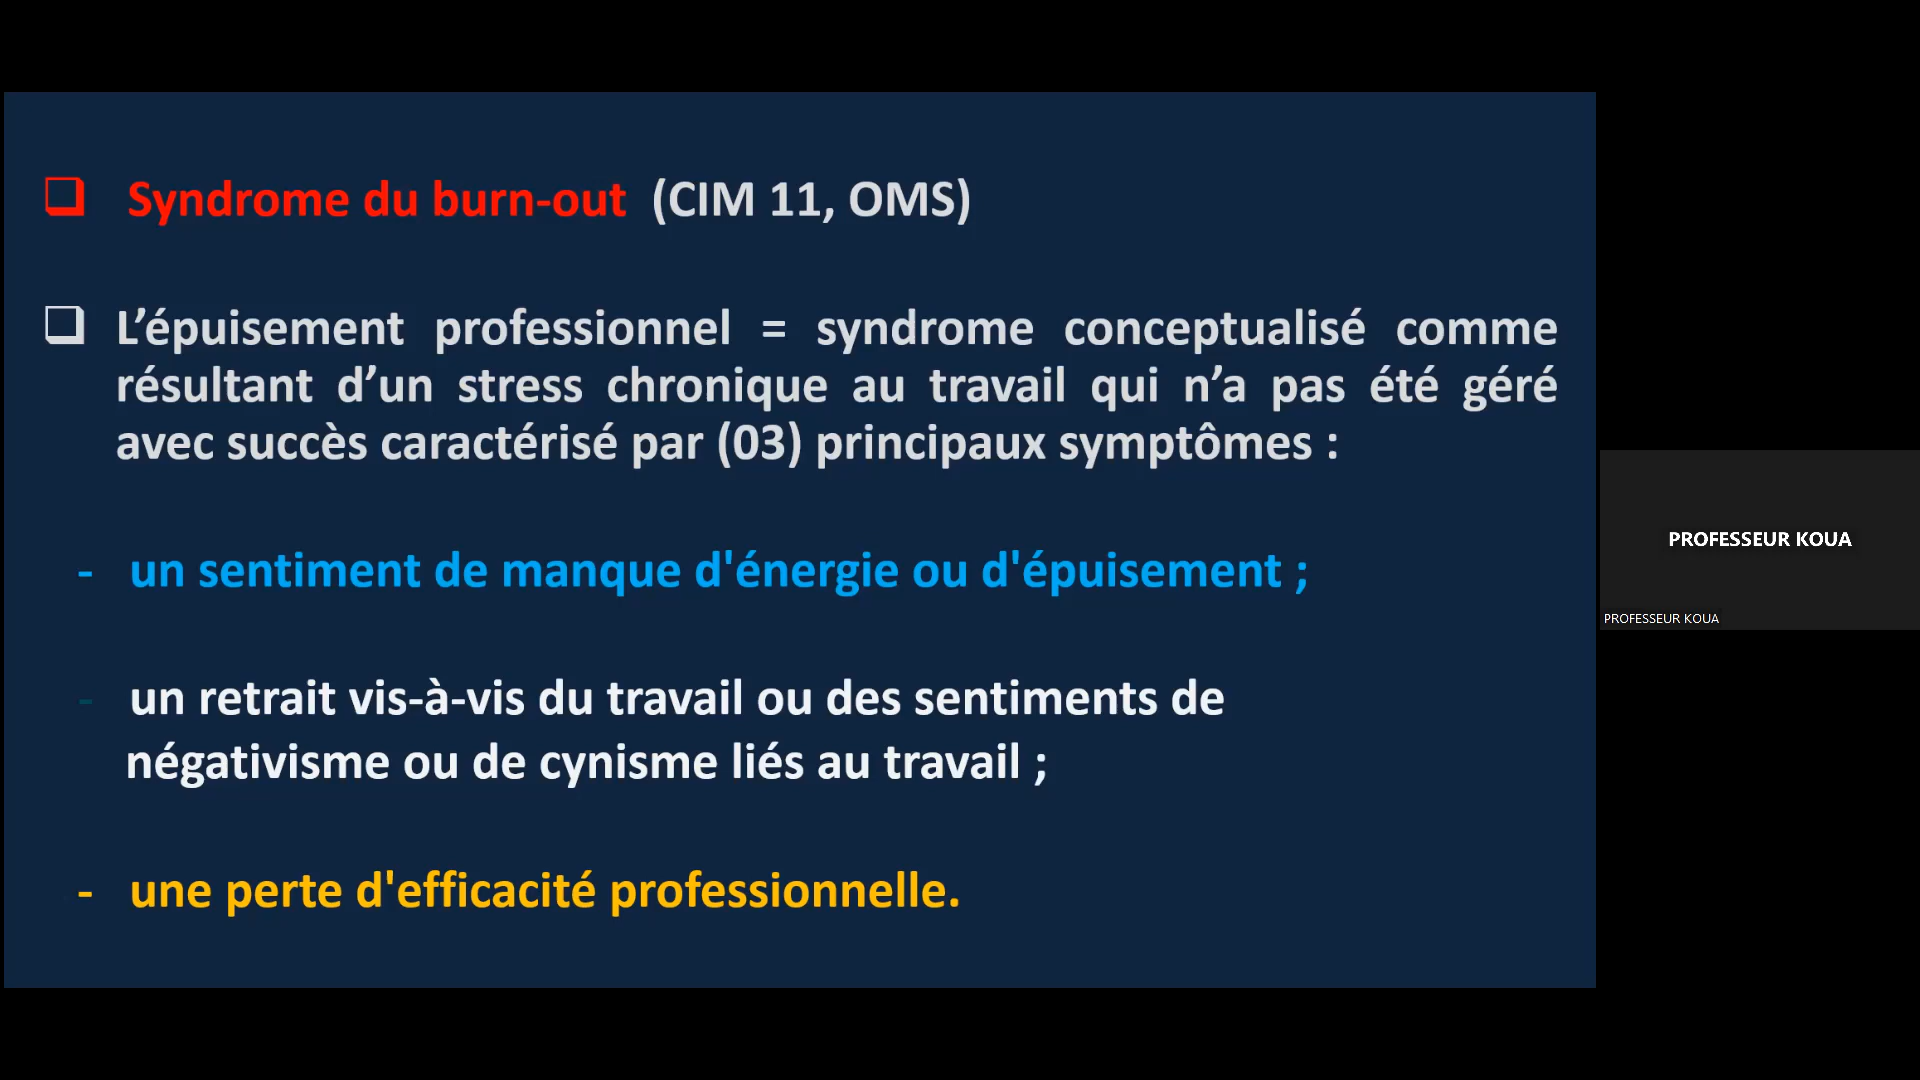 Syndrome du burn-out (CIM 11, OMS)
L’épuisement professionnel = syndrome conceptualisé comme
résultant d’un stress chronique au travail qui n’a pas été géré
avec succès caractérisé par (03) principaux symptômes :
- un sentiment de manque d'énergie ou d'épuisement ;
- un retrait vis-à-vis du travail ou des sentiments de
négativisme ou de cynisme liés au travail ;
- une perte d'efficacité professionnelle.
PROFESSEUR KOUA
PROFESSEUR KOUA